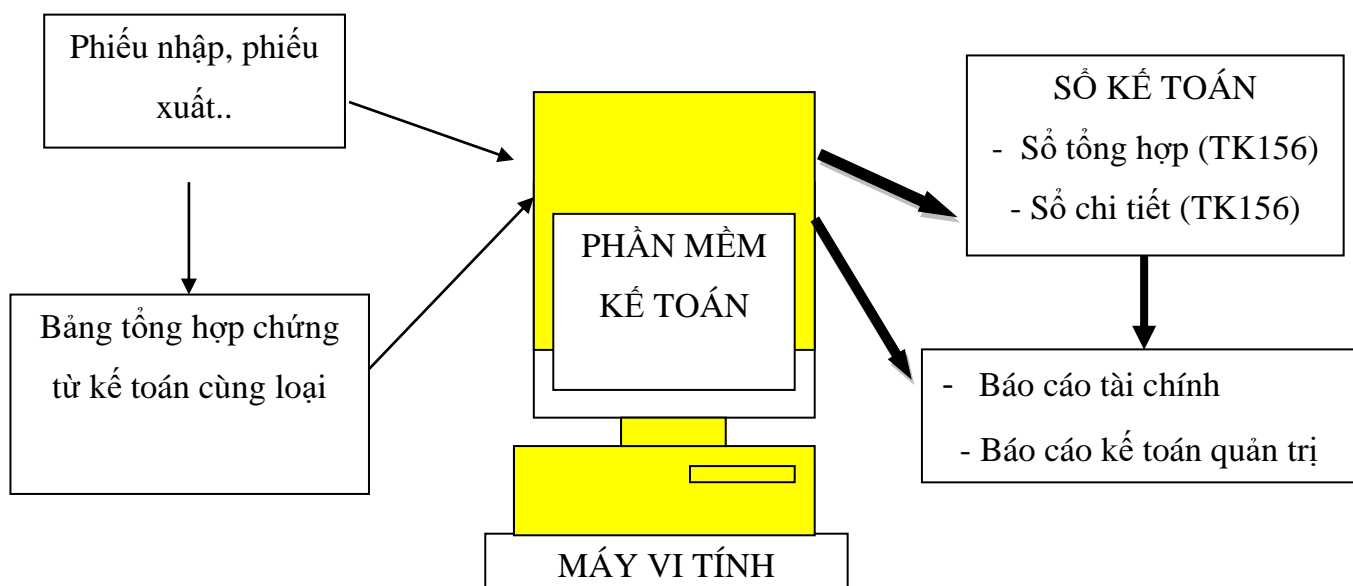 Phiếu nhập, phiếu
xuất..
Bảng tổng hợp chứng
từ kế toán cùng loại
PHẦN MỀM
KẾ TOÁN
MÁY VI TÍNH
SỔ KẾ TOÁN
- Sổ tổng hợp (TK156)
- Sổ chi tiết (TK156)
- Báo cáo tài chính
- Báo cáo kế toán quản trị